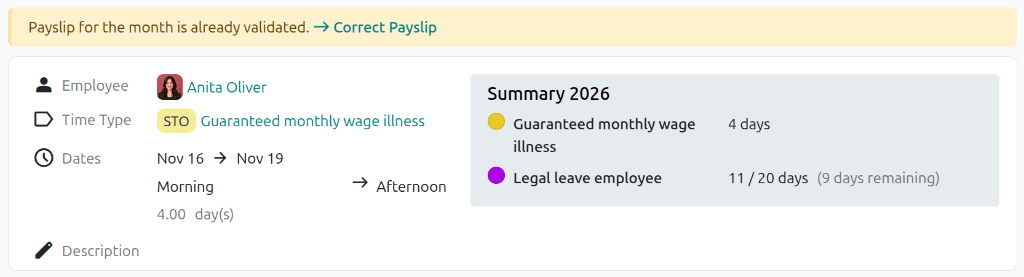 Payslip for the month is already validated. → Correct Payslip
Employee
Anita Oliver
Time Type
STO Guaranteed monthly wage illness
Dates
Nov 16 → Nov 19
Morning → Afternoon
4.00 day(s)
Description
Summary 2026
Guaranteed monthly wage
illness
4 days
Legal leave employee
11 / 20 days (9 days remaining)